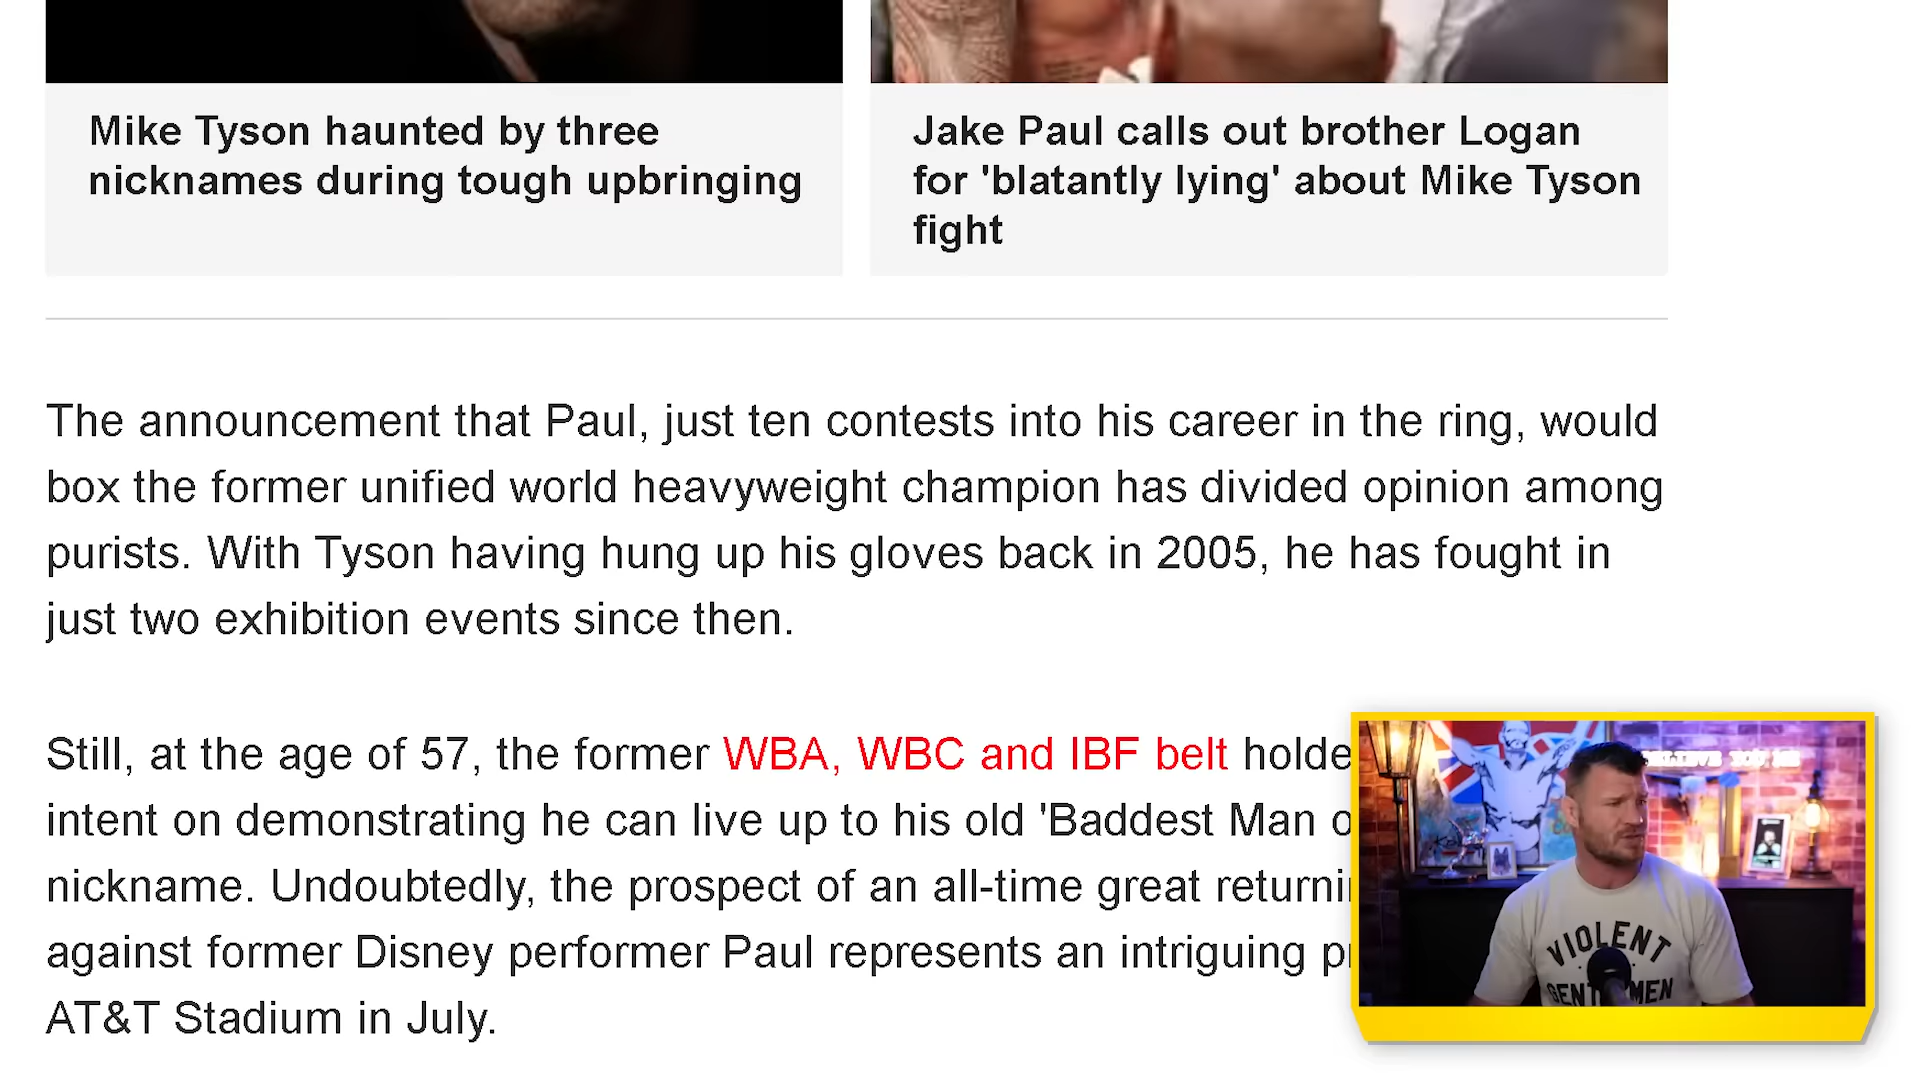 Mike Tyson haunted by three
nicknames during tough upbringing
Jake Paul calls out brother Logan
for 'blatantly lying' about Mike Tyson
fight
The announcement that Paul, just ten contests into his career in the ring, would
box the former unified world heavyweight champion has divided opinion among
purists. With Tyson having hung up his gloves back in 2005, he has fought in
just two exhibition events since then.
Still, at the age of 57, the former WBA, WBC and IBF belt holde
intent on demonstrating he can live up to his old 'Baddest Man o
nickname. Undoubtedly, the prospect of an all-time great returni
against former Disney performer Paul represents an intriguing p
AT&T Stadium in July.
BELIEVE YOU ME
VIOLENT
GENT MEN